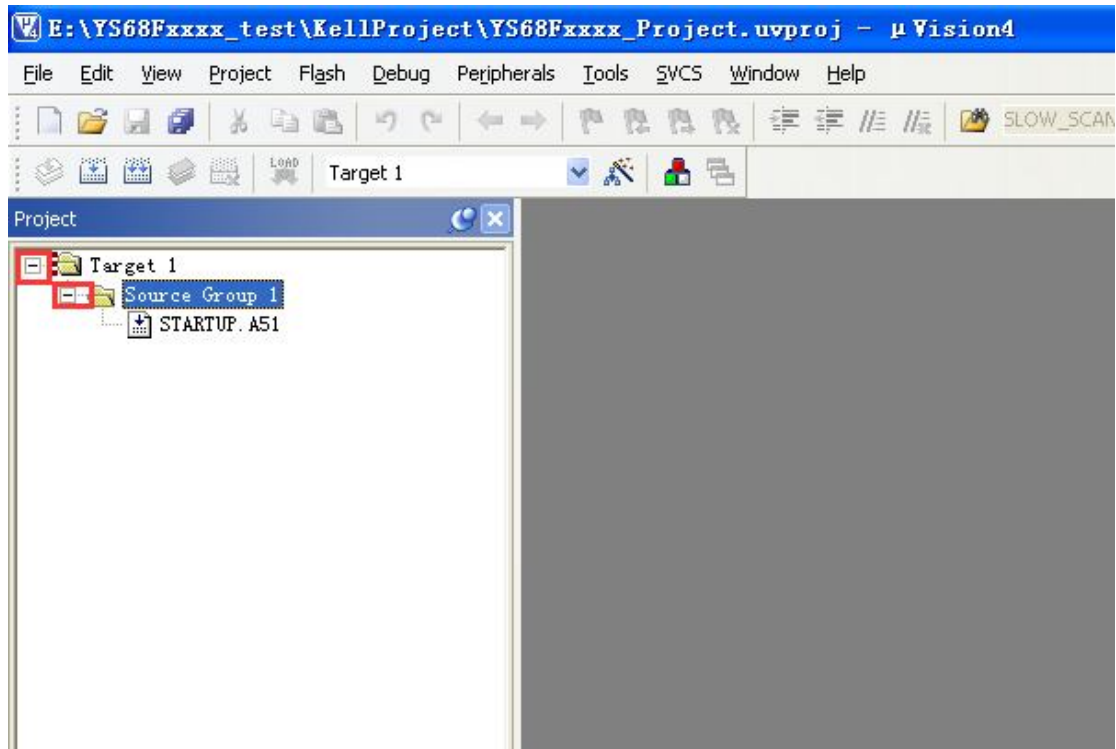 E:\YS68Fxxxx_test\KellProject\YS68Fxxxx_Project.uvproj - µVision4
File Edit View Project Flash Debug Peripherals Tools SVCS Window Help
SLOW_SCAN
LOAD Target 1
Project
Target 1
Source Group 1
STARTUP.A51